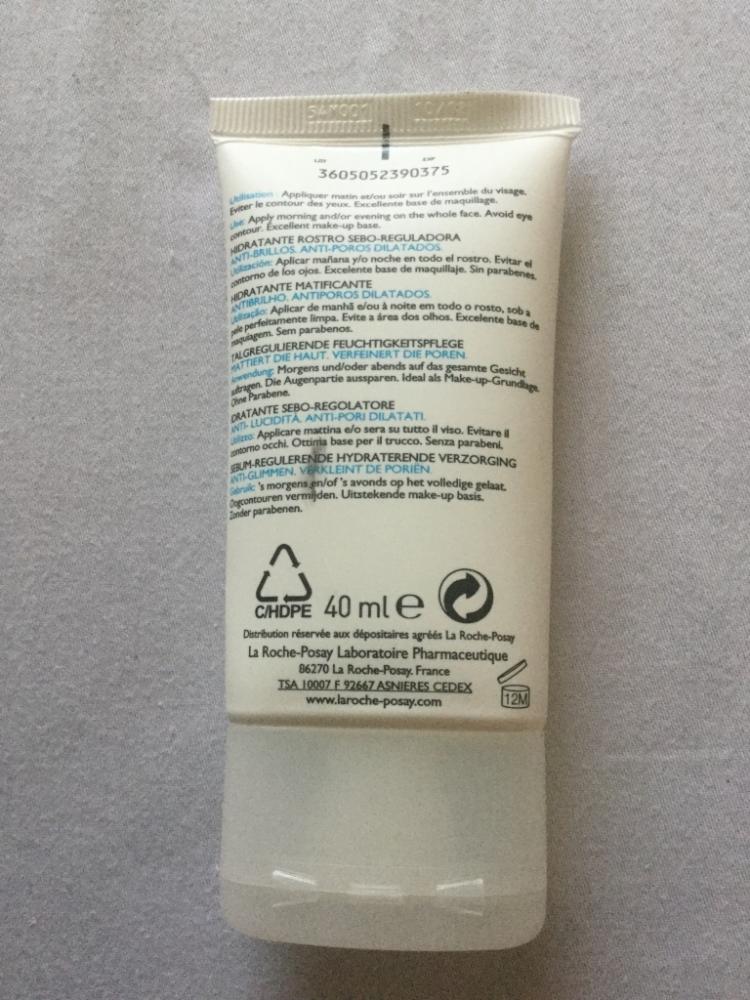 LOT EXP
3605052390375
Utilisation : Appliquer matin et/ou soir sur l'ensemble du visage.
Eviter le contour des yeux. Excellente base de maquillage.
Use: Apply morning and/or evening on the whole face. Avoid eye
contour. Excellent make-up base.
HIDRATANTE ROSTRO SEBO-REGULADORA
ANTI-BRILLOS. ANTI-POROS DILATADOS.
Utilización: Aplicar mañana y/o noche en todo el rostro. Evitar el
contorno de los ojos. Excelente base de maquillaje. Sin parabenes.
HIDRATANTE MATIFICANTE
ANTIBRILHO. ANTIPOROS DILATADOS.
Utilização: Aplicar de manhã e/ou à noite em todo o rosto, sob a
pele perfeitamente limpa. Evite a área dos olhos. Excelente base de
maquiagem. Sem parabenos.
TALGREGULIERENDE FEUCHTIGKEITSPFLEGE
MATTIERT DIE HAUT. VERFEINERT DIE POREN.
Anwendung: Morgens und/oder abends auf das gesamte Gesicht
auftragen. Die Augenpartie aussparen. Ideal als Make-up-Grundlage.
Ohne Parabene.
IDRATANTE SEBO-REGOLATORE
ANTI- LUCIDITÀ. ANTI-PORI DILATATI.
Utilizzo: Applicare mattina e/o sera su tutto il viso. Evitare il
contorno occhi. Ottima base per il trucco. Senza parabeni.
SEBUM-REGULERENDE HYDRATERENDE VERZORGING
ANTI-GLIMMEN. VERKLEINT DE PORIËN.
Gebruik: 's morgens en/of 's avonds op het volledige gelaat.
Oogcontouren vermijden. Uitstekende make-up basis.
Zonder parabenen.
C/HDPE 40 ml e
Distribution réservée aux dépositaires agréés La Roche-Posay
La Roche-Posay Laboratoire Pharmaceutique
86270 La Roche-Posay. France
TSA 10007 F 92667 ASNIERES CEDEX
www.laroche-posay.com
12M